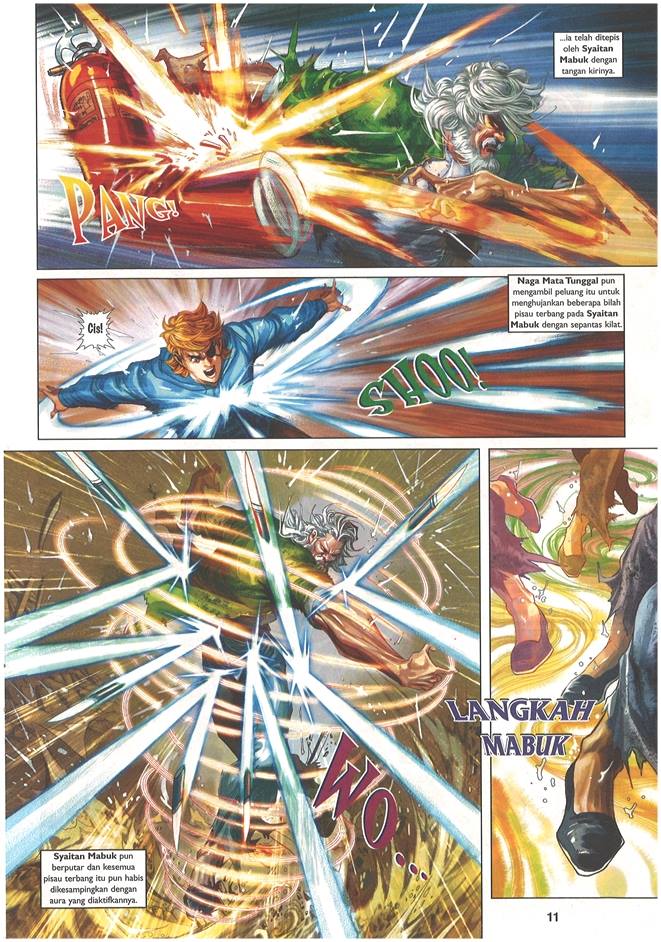 ...ia telah ditepis
oleh Syaitan
Mabuk dengan
tangan kirinya.
PANG!
Naga Mata Tunggal pun
mengambil peluang itu untuk
menghujankan beberapa bilah
pisau terbang pada Syaitan
Mabuk dengan sepantas kilat.
Cis!
SHOO!
LANGKAH
MABUK
WO...
Syaitan Mabuk pun
berputar dan kesemua
pisau terbang itu pun habis
dikesampingkan dengan
aura yang diaktifkannya.
11